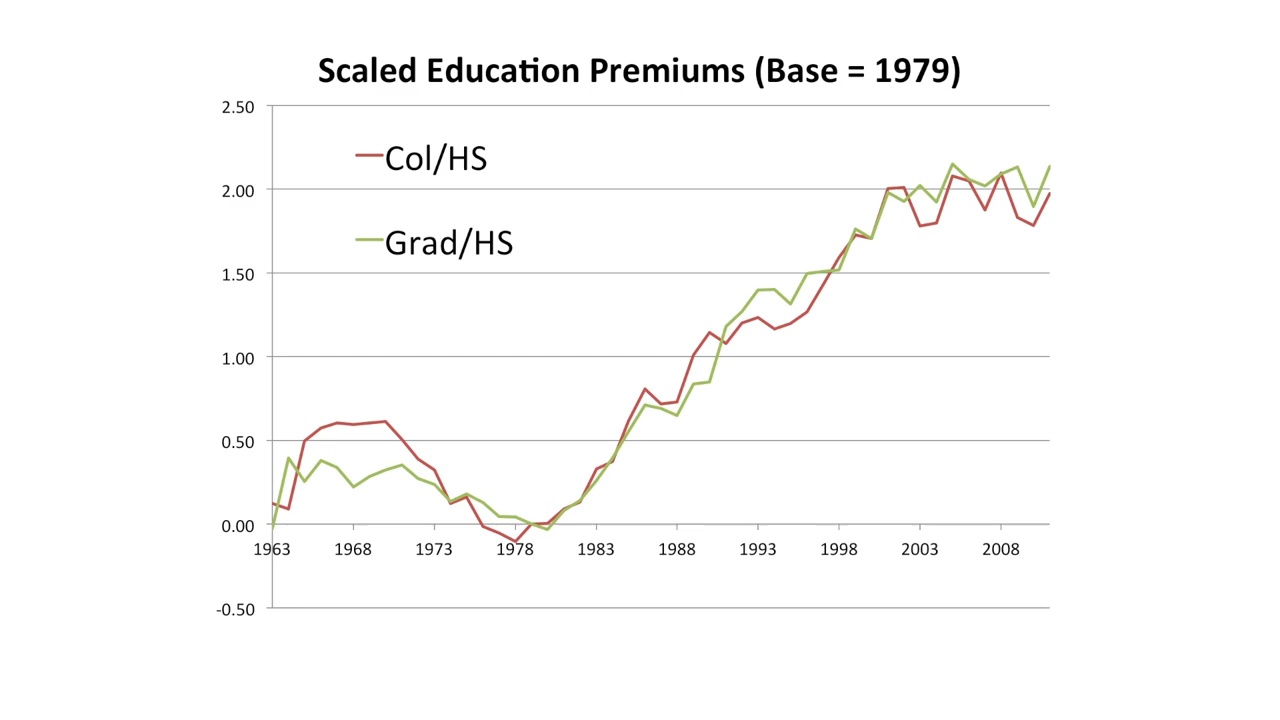 Scaled Education Premiums (Base = 1979)
2.50
Col/HS
2.00
Grad/HS
1.50
1.00
0.50
0.00
1963 1968 1973 1978 1983 1988 1993 1998 2003 2008
-0.50